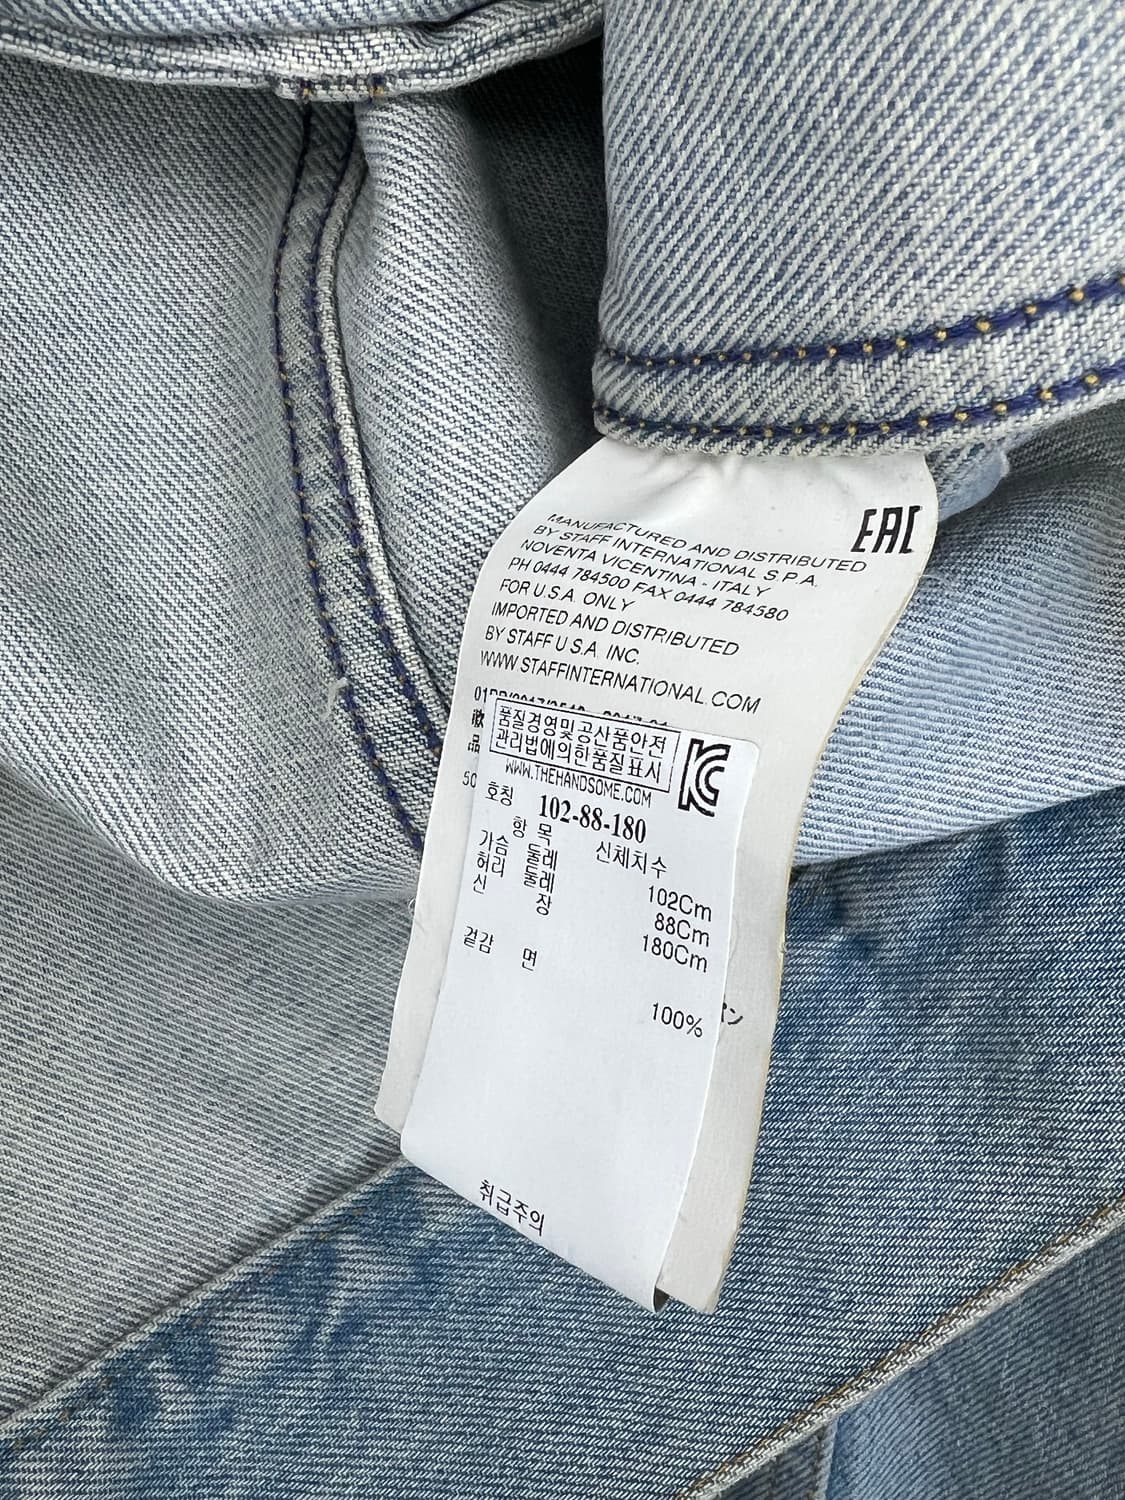 EAC
MANUFACTURED AND DISTRIBUTED
BY STAFF INTERNATIONAL S.P.A.
NOVENTA VICENTINA - ITALY
PH 0444 784500 FAX 0444 784580
FOR U.S.A. ONLY
IMPORTED AND DISTRIBUTED
BY STAFF U.S.A. INC.
WWW.STAFFINTERNATIONAL.COM
품질경영및공산품안전
관리법에의한품질표시
WWW.THEHANDSOME.COM
호칭 102-88-180
항 목 신체치수
가슴 둘레 102Cm
허리 둘레 88Cm
신 장 180Cm
겉감 면 100%
50
パン
취급주의